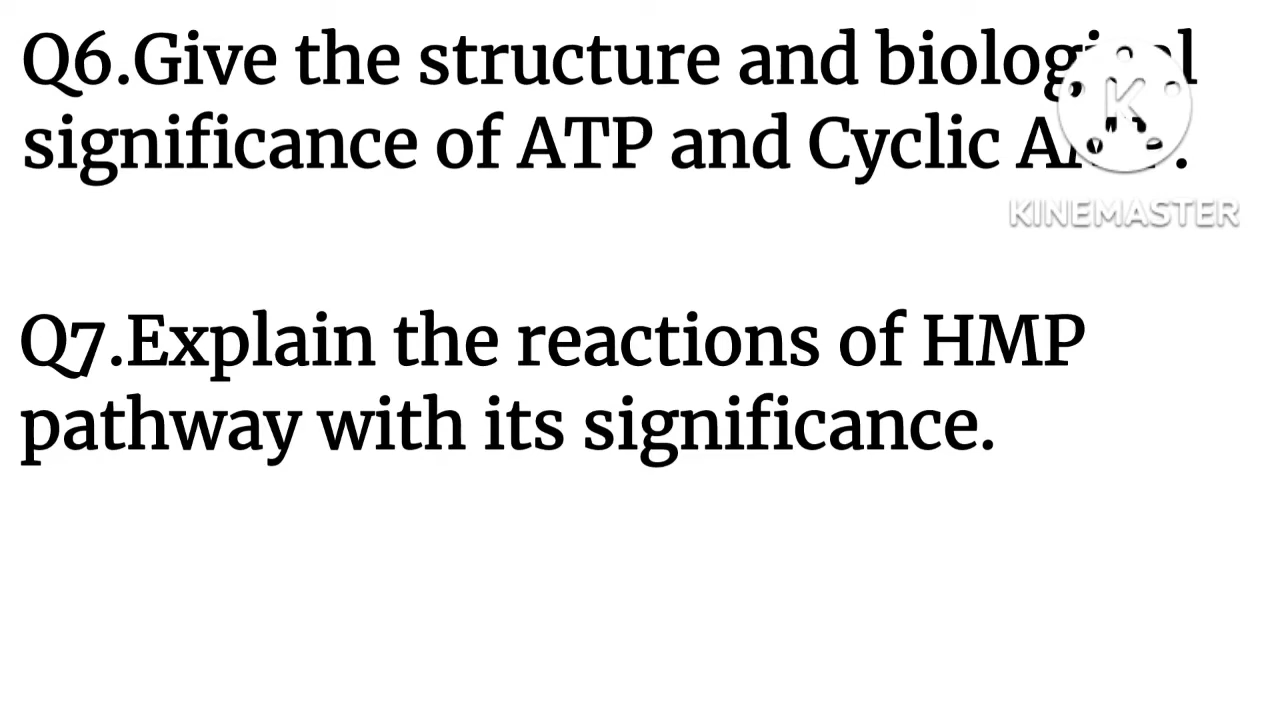 Q6.Give the structure and biological
significance of ATP and Cyclic
KINEMASTER
Q7.Explain the reactions of HMP
pathway with its significance.